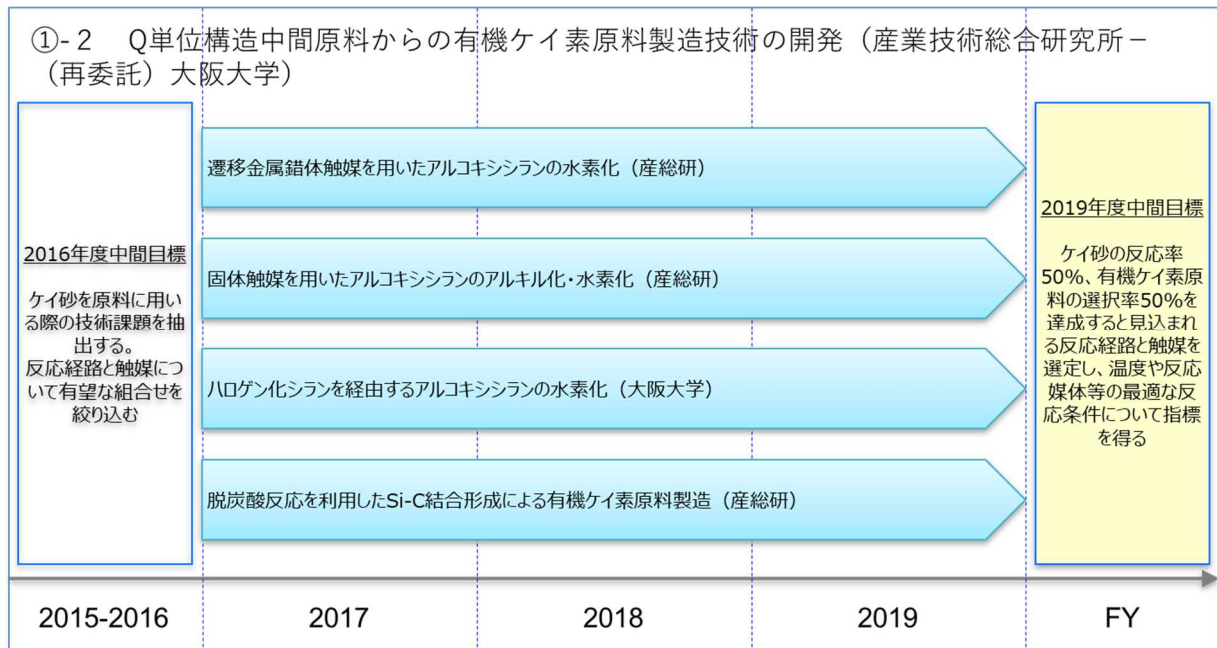 ①-２　Q単位構造中間原料からの有機ケイ素原料製造技術の開発（産業技術総合研究所－
（再委託）大阪大学）
2016年度中間目標
ケイ砂を原料に用い
る際の技術課題を抽
出する。
反応経路と触媒につ
いて有望な組合せを
絞り込む
遷移金属錯体触媒を用いたアルコキシシランの水素化（産総研）
固体触媒を用いたアルコキシシランのアルキル化・水素化（産総研）
ハロゲン化シランを経由するアルコキシシランの水素化（大阪大学）
脱炭酸反応を利用したSi-C結合形成による有機ケイ素原料製造（産総研）
2019年度中間目標
ケイ砂の反応率
50%、有機ケイ素原
料の選択率50%を
達成すると見込まれ
る反応経路と触媒を
選定し、温度や反応
媒体等の最適な反
応条件について指標
を得る
2015-2016
2017
2018
2019
FY